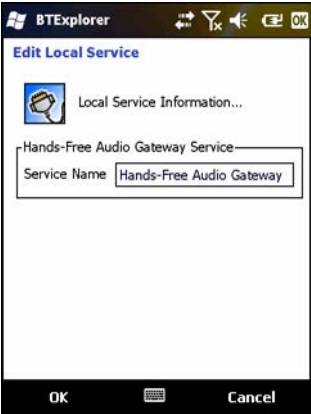 BTExplorer
OK
Edit Local Service
Local Service Information...
Hands-Free Audio Gateway Service
Service Name Hands-Free Audio Gateway
OK Cancel